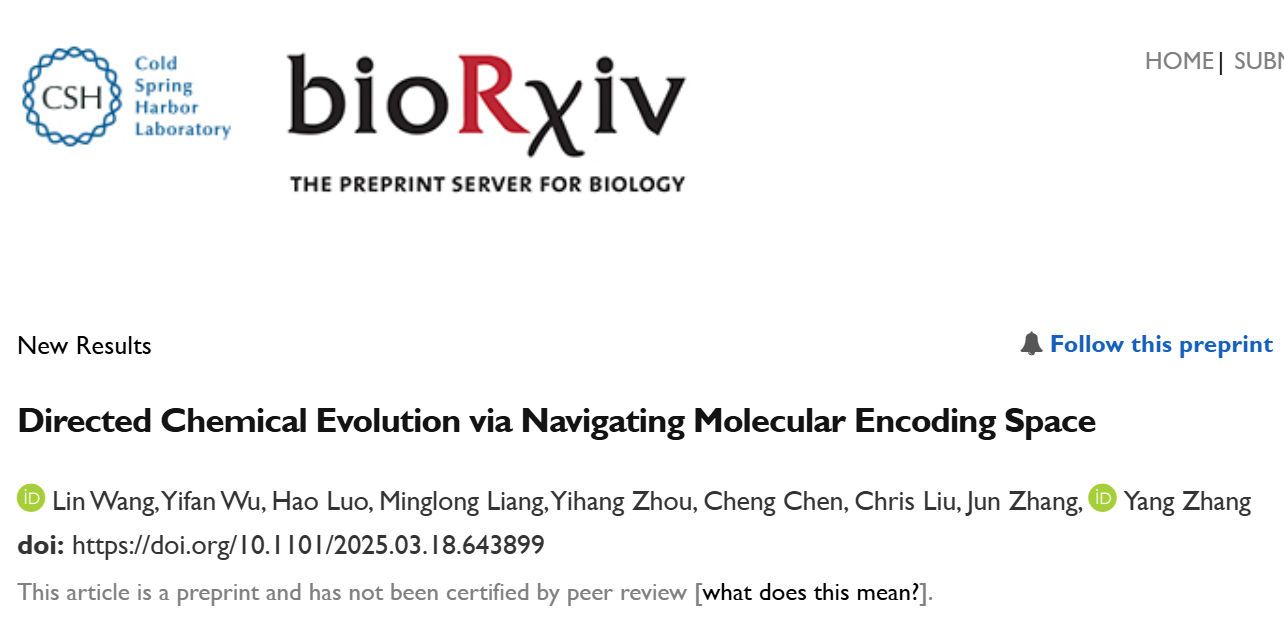 CSH
Cold
Spring
Harbor
Laboratory
bioRxiv
THE PREPRINT SERVER FOR BIOLOGY
HOME |
New Results
Follow this preprint
Directed Chemical Evolution via Navigating Molecular Encoding Space
iD Lin Wang, Yifan Wu, Hao Luo, Minglong Liang, Yihang Zhou, Cheng Chen, Chris Liu, Jun Zhang, iD Yang Zhang
doi: https://doi.org/10.1101/2025.03.18.643899
This article is a preprint and has not been certified by peer review [what does this mean?].